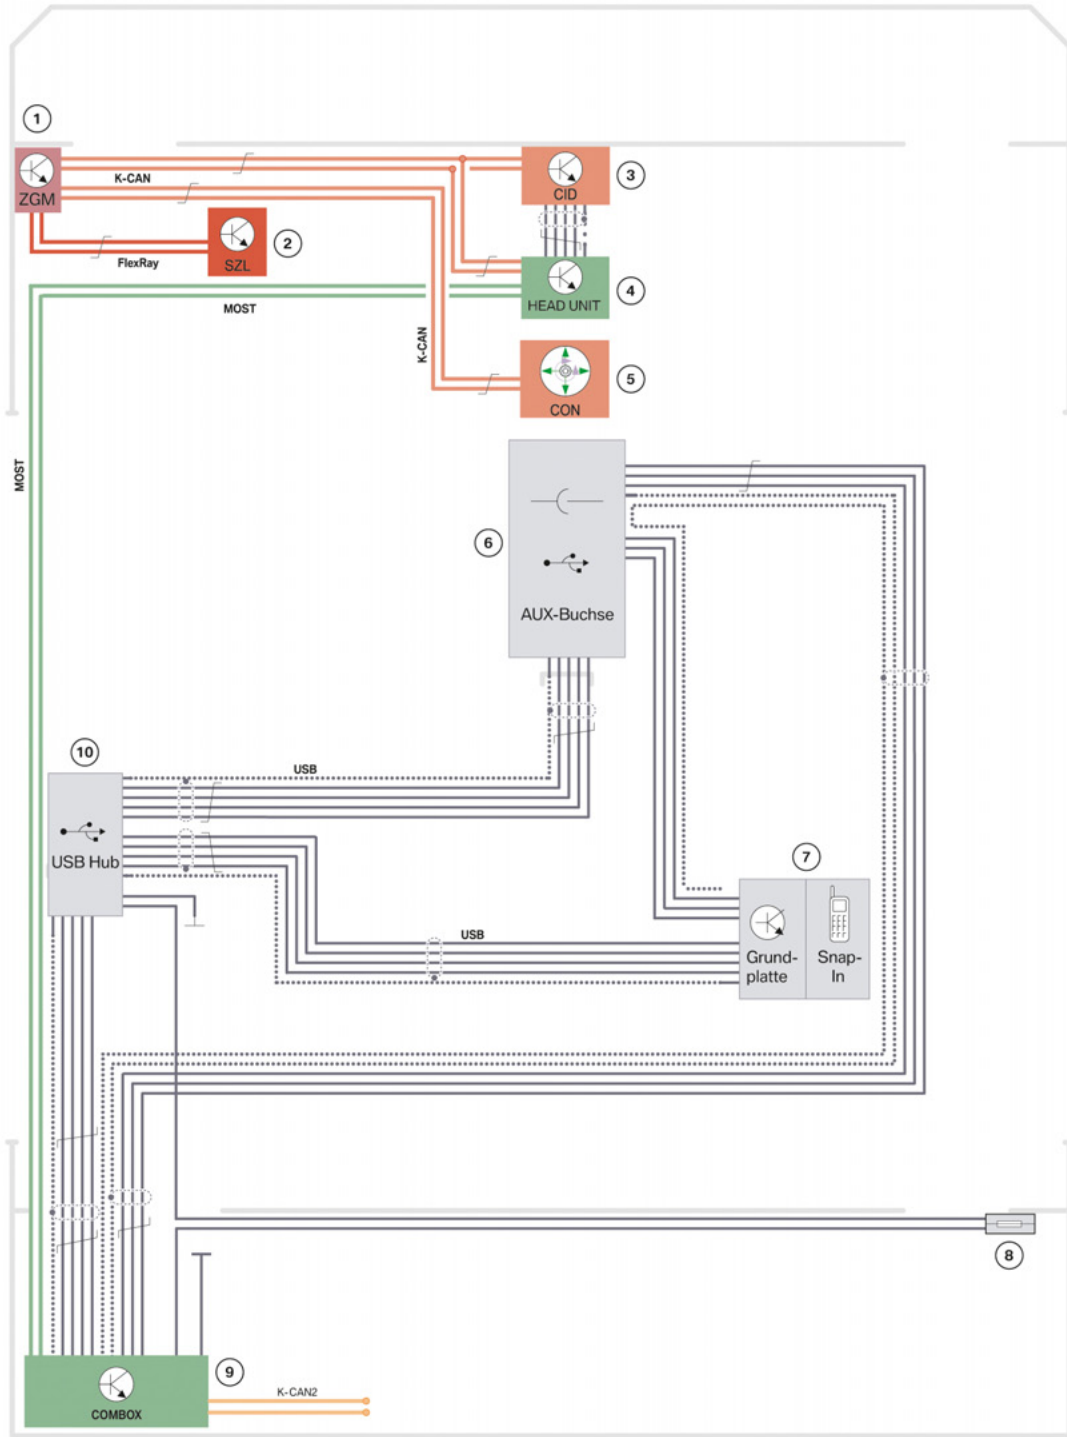 1
ZGM
K-CAN
CID
3
SZL
2
FlexRay
HEAD UNIT
4
MOST
K-CAN
CON
5
MOST
6
AUX-Buchse
10
USB
USB Hub
7
USB
Grund-
platte
Snap-
In
8
9
K-CAN2
COMBOX